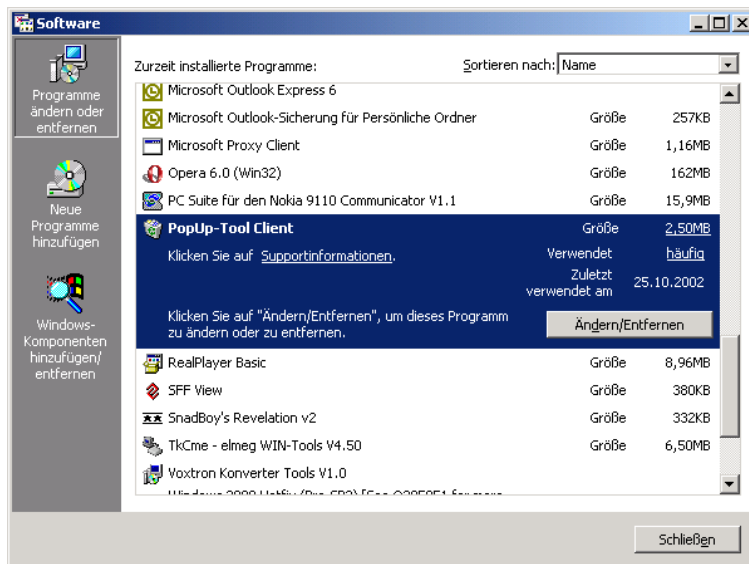 Software
Programme
ändern oder
entfernen
Neue
Programme
hinzufügen
Windows-
Komponenten
hinzufügen/
entfernen
Zurzeit installierte Programme:
Sortieren nach: Name
Microsoft Outlook Express 6
Microsoft Outlook-Sicherung für Persönliche Ordner Größe 257KB
Microsoft Proxy Client Größe 1,16MB
Opera 6.0 (Win32) Größe 162MB
PC Suite für den Nokia 9110 Communicator V1.1 Größe 15,9MB
PopUp-Tool Client Größe 2,50MB
Klicken Sie auf Supportinformationen. Verwendet häufig
Zuletzt
verwendet am 25.10.2002
Klicken Sie auf "Ändern/Entfernen", um dieses Programm
zu ändern oder zu entfernen.
Ändern/Entfernen
RealPlayer Basic Größe 8,96MB
SFF View Größe 380KB
SnadBoy's Revelation v2 Größe 332KB
TkCme - elmeg WIN-Tools V4.50 Größe 6,50MB
Voxtron Konverter Tools V1.0
Windows 2000 Hotfix
Schließen